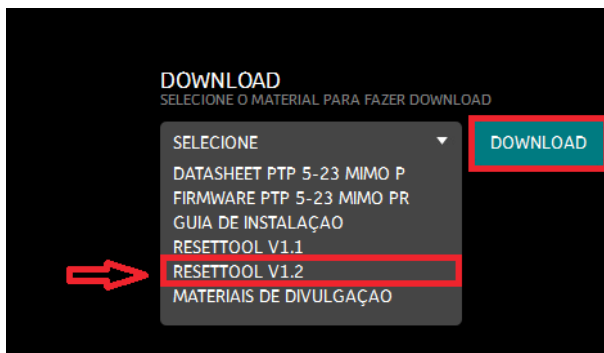 DOWNLOAD
SELECIONE O MATERIAL PARA FAZER DOWNLOAD
SELECIONE
DOWNLOAD
DATASHEET PTP 5-23 MIMO P
FIRMWARE PTP 5-23 MIMO PR
GUIA DE INSTALAÇAO
RESETTOOL V1.1
RESETTOOL V1.2
MATERIAIS DE DIVULGAÇAO